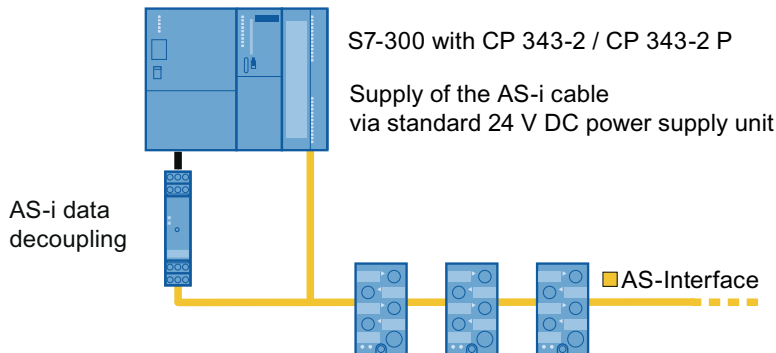 S7-300 with CP 343-2 / CP 343-2 P
Supply of the AS-i cable
via standard 24 V DC power supply unit
AS-i data
decoupling
AS-Interface